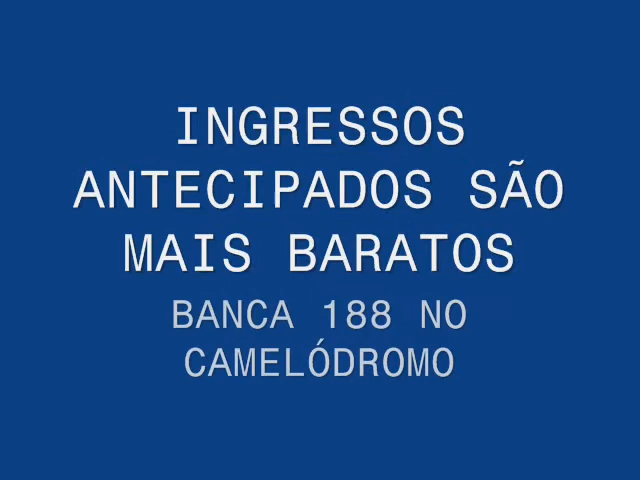 INGRESSOS
ANTECIPADOS SÃO
MAIS BARATOS
BANCA 188 NO
CAMELÓDROMO